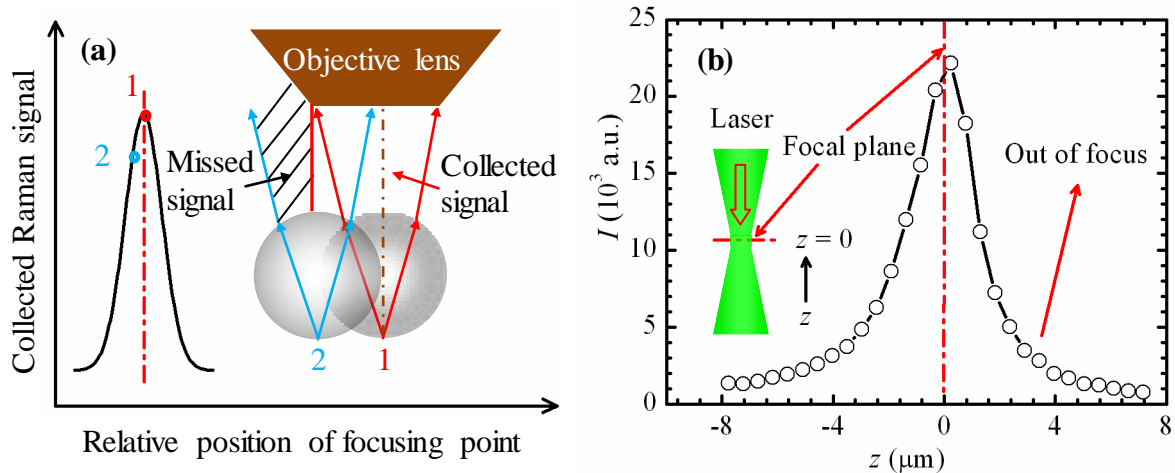 (a)
Objective lens
1
2
Missed
signal
Collected
signal
2
1
Collected Raman signal
Relative position of focusing point
(b)
25
20
15
10
5
0
I (10³ a.u.)
Laser
Focal plane
Out of focus
z = 0
z
-8
-4
0
4
8
z (μm)